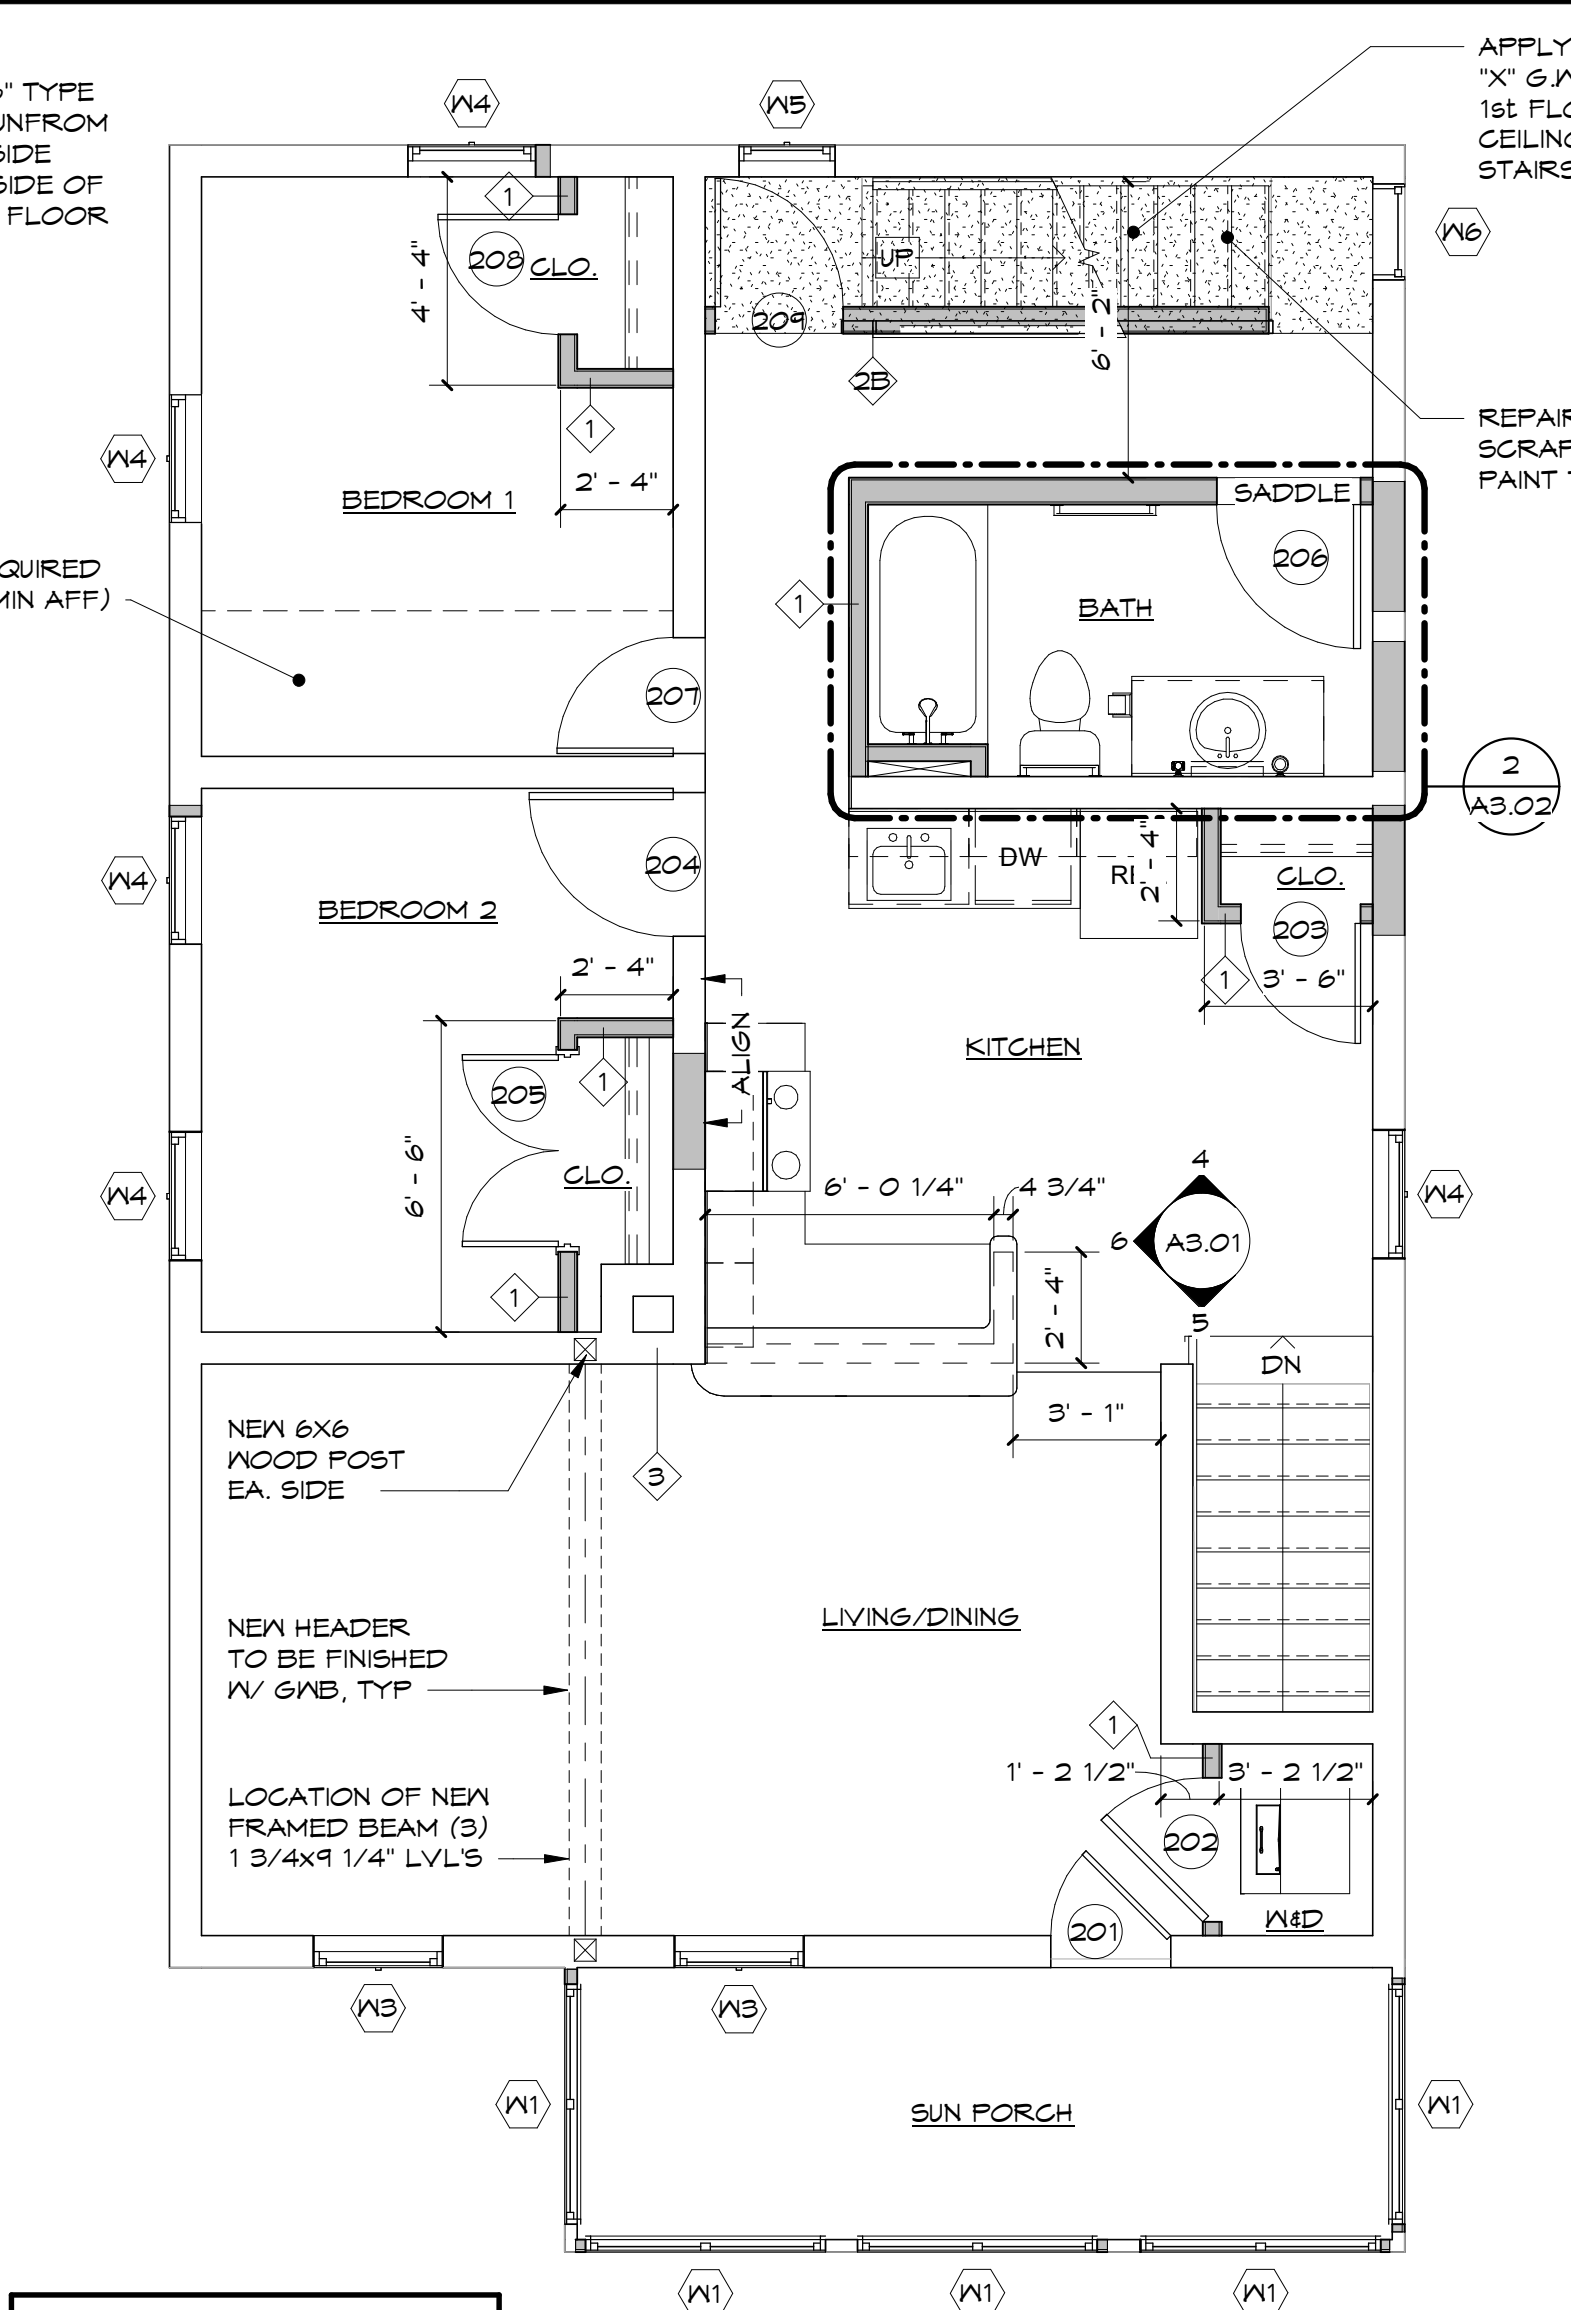 TYPE
SIDE
SIDE OF
FLOOR
MIN AFF)
APPLY
"X"
1st
CEILING
STAIRS
PAINT
W4
W5
W6
1
208 CLO.
4' - 4"
UP
209
6' - 2"
2B
1
2' - 4"
W4
BEDROOM 1
SADDLE
206
1
BATH
207
2
A3.02
W4
204
DW
2' - 4"
CLO.
BEDROOM 2
203
2' - 4"
1
3' - 6"
ALIGN
KITCHEN
1
205
6' - 6"
CLO.
W4
6' - 0 1/4"
4 3/4"
4
6
A3.01
5
W4
1
2' - 4"
DN
3' - 1"
NEW 6X6
WOOD POST
EA. SIDE
3
NEW HEADER
TO BE FINISHED
W/ GWB, TYP
LIVING/DINING
1
1' - 2 1/2"
3' - 2 1/2"
LOCATION OF NEW
FRAMED BEAM (3)
1 3/4x9 1/4" LVL'S
202
201
W&D
W3
W3
W1
SUN PORCH
W1
W1
W1
W1